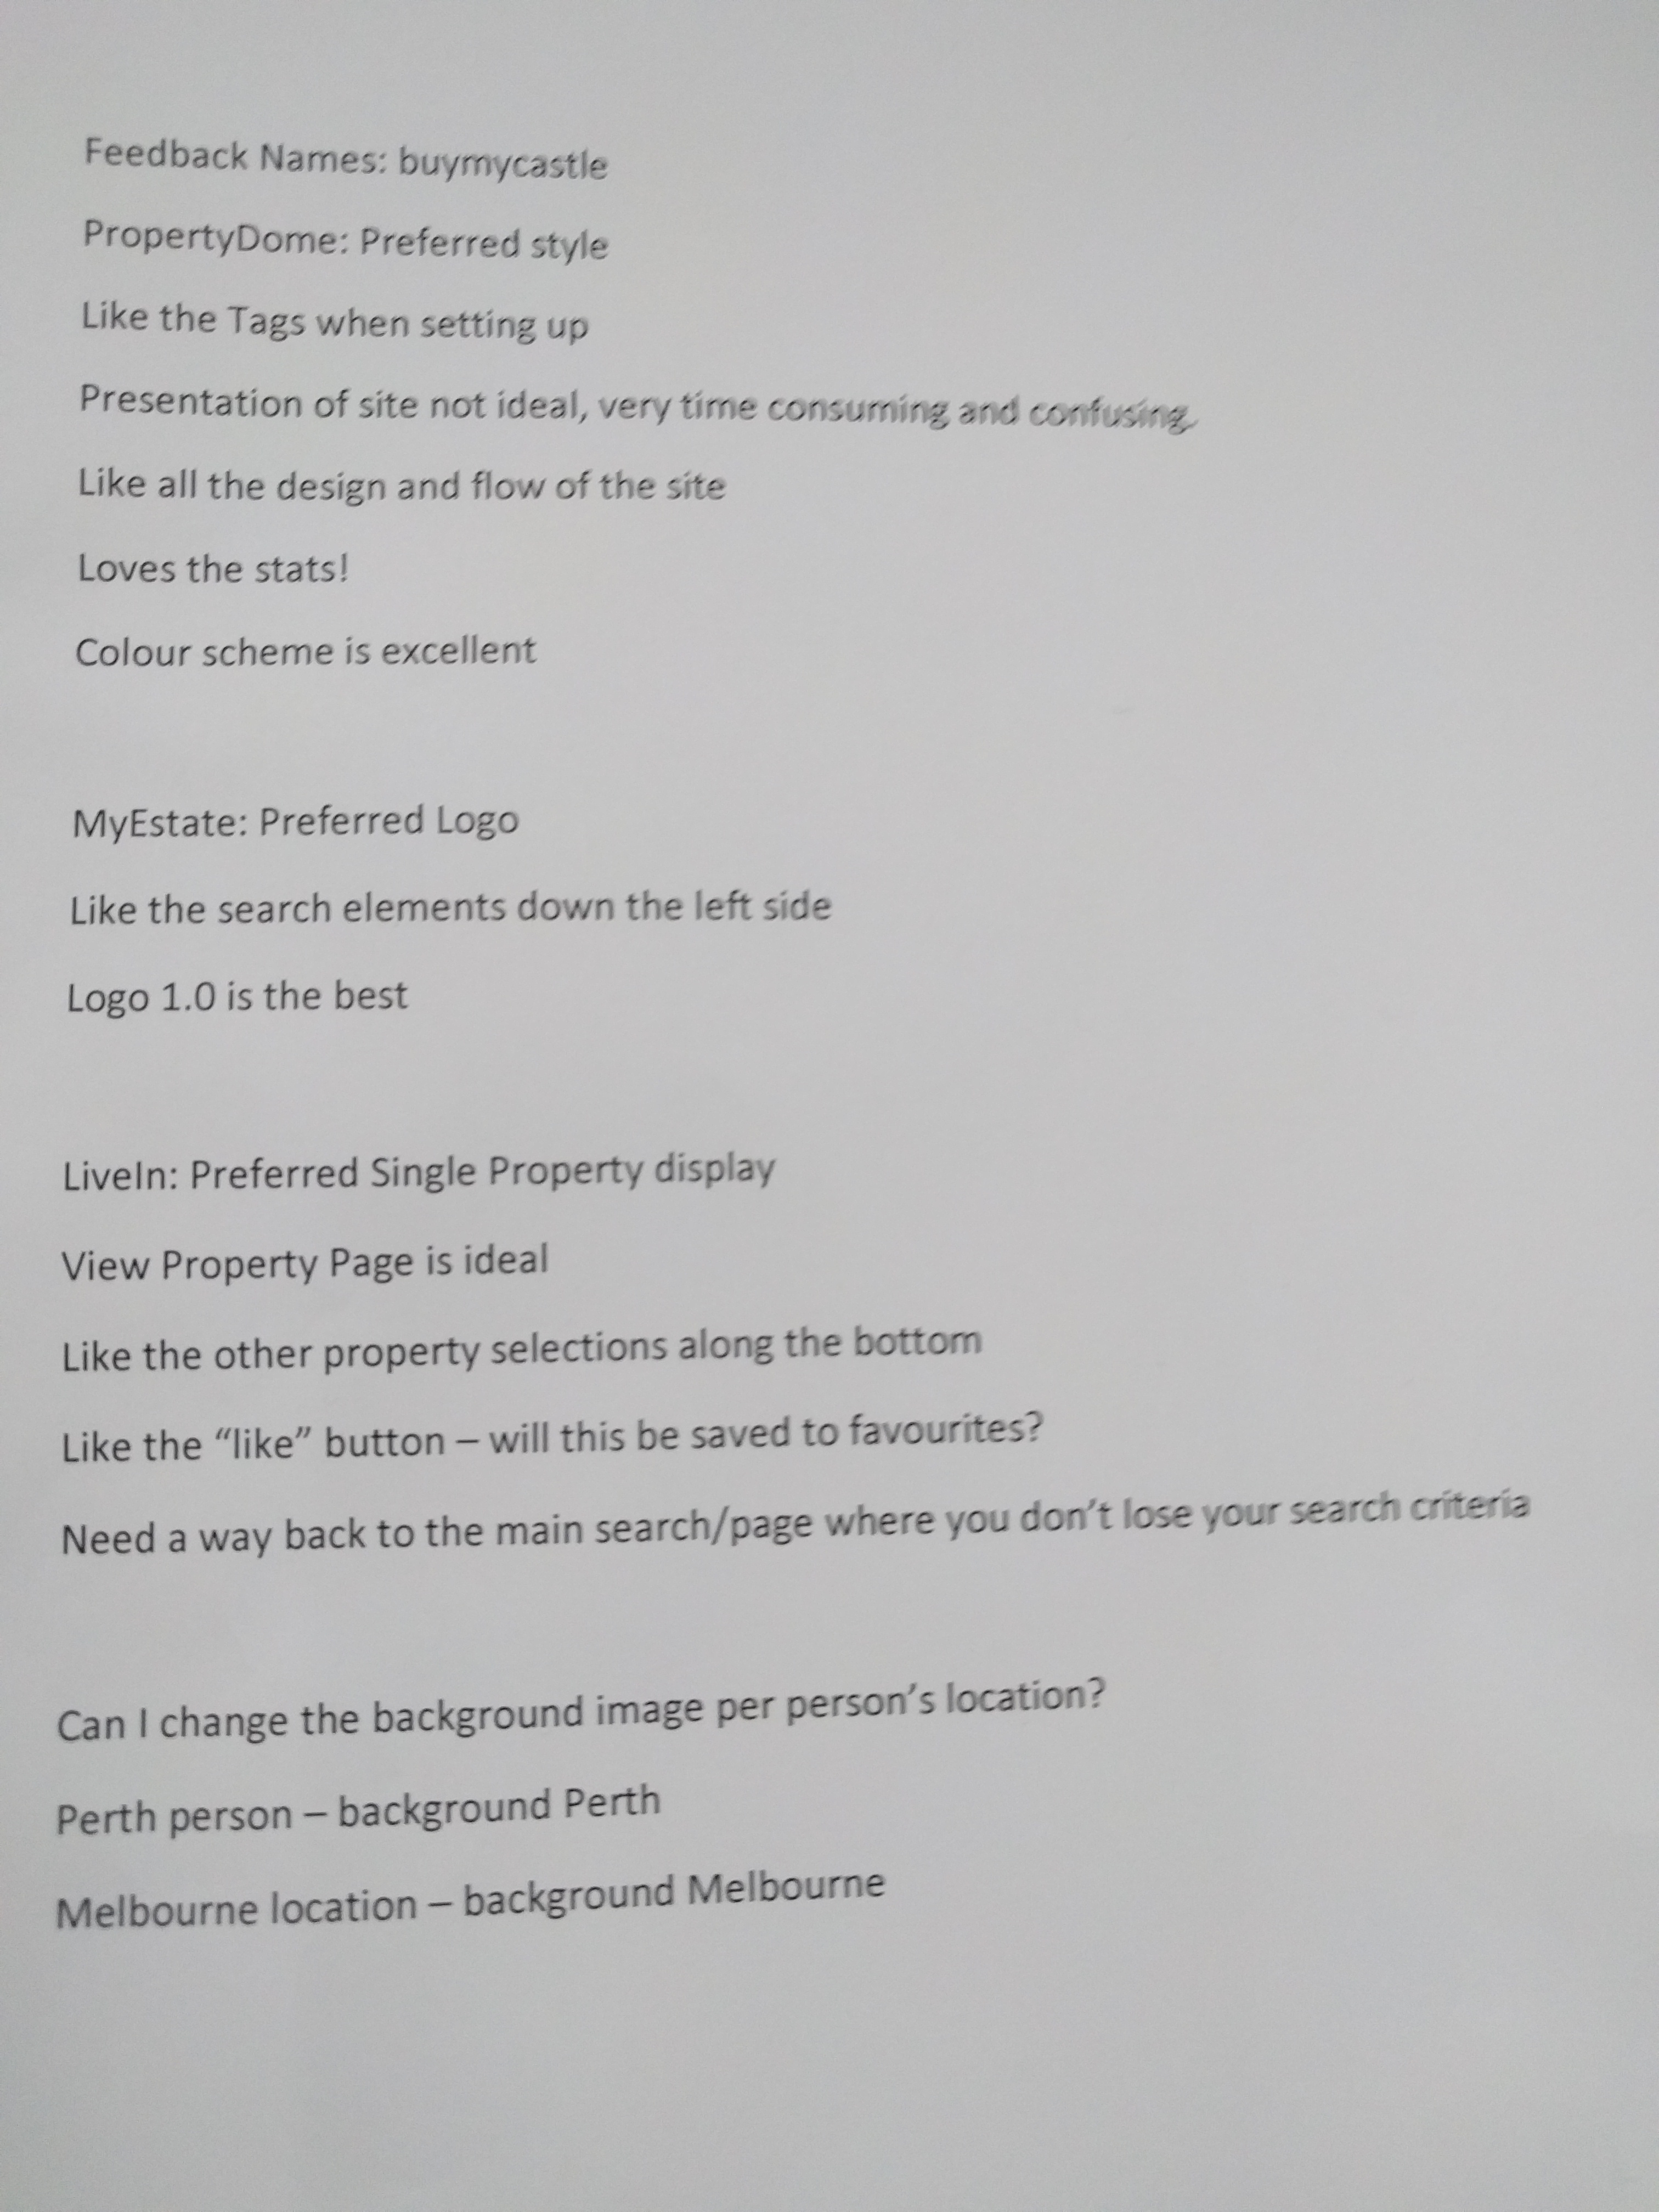 Feedback Names: buymycastle
PropertyDome: Preferred style
Like the Tags when setting up
Presentation of site not ideal, very time consuming and confusing,
Like all the design and flow of the site
Loves the stats!
Colour scheme is excellent
MyEstate: Preferred Logo
Like the search elements down the left side
Logo 1.0 is the best
LiveIn: Preferred Single Property display
View Property Page is ideal
Like the other property selections along the bottom
Like the “like” button – will this be saved to favourites?
Need a way back to the main search/page where you don’t lose your search criteria
Can I change the background image per person’s location?
Perth person – background Perth
Melbourne location – background Melbourne